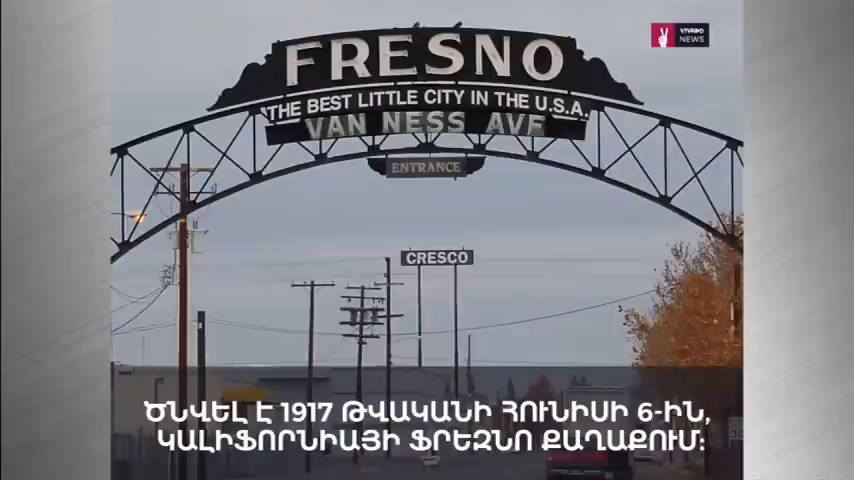 VIVARO
NEWS
FRESNO
THE BEST LITTLE CITY IN THE U.S.A.
VAN NESS AVE
ENTRANCE
CRESCO
ԾՆՎԵԼ Է 1917 ԹՎԱԿԱՆԻ ՀՈՒՆԻՍԻ 6-ԻՆ,
ԿԱԼԻՖՈՐՆԻԱՅԻ ՖՐԵԶՆՈ ՔԱՂԱՔՈՒՄ: